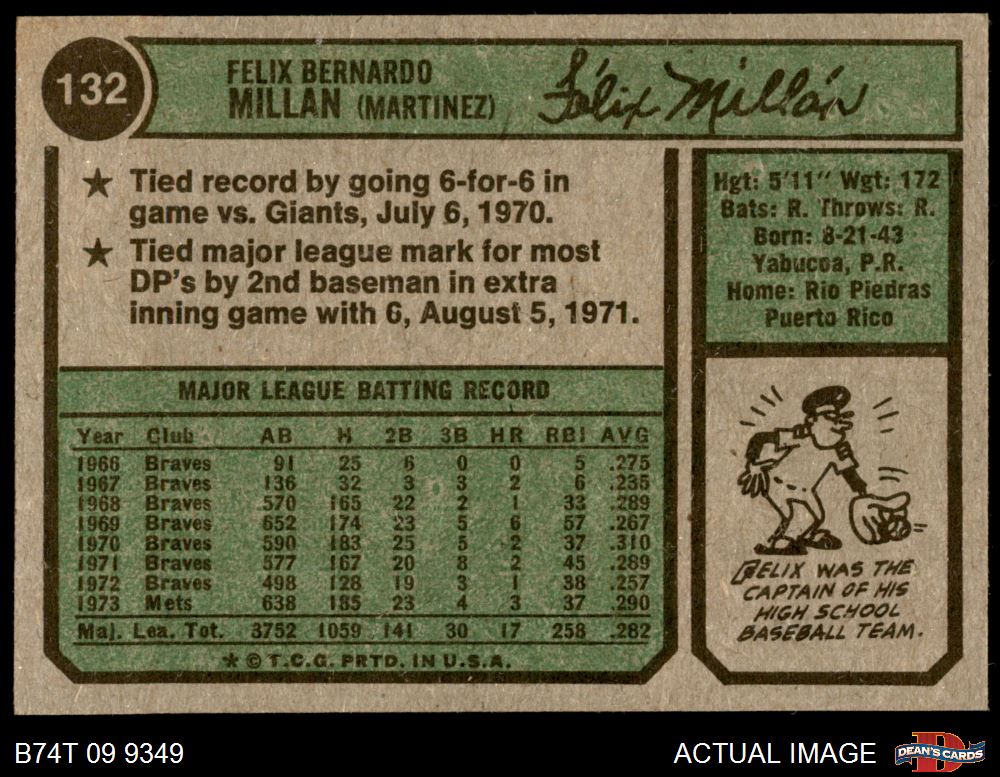 132
FELIX BERNARDO
MILLAN (MARTINEZ)
Félix Millán
★ Tied record by going 6-for-6 in
game vs. Giants, July 6, 1970.
★ Tied major league mark for most
DP's by 2nd baseman in extra
inning game with 6, August 5, 1971.
Hgt: 5'11" Wgt: 172
Bats: R. Throws: R.
Born: 8-21-43
Yabucoa, P.R.
Home: Rio Piedras
Puerto Rico
MAJOR LEAGUE BATTING RECORD
Year Club AB H 2B 3B HR RBI AVG
1966 Braves 91 25 6 0 0 5 .275
1967 Braves 136 32 3 3 2 6 .235
1968 Braves 570 165 22 2 1 33 .289
1969 Braves 652 174 23 5 6 57 .267
1970 Braves 590 183 25 5 2 37 .310
1971 Braves 577 167 20 8 2 45 .289
1972 Braves 498 128 19 3 1 38 .257
1973 Mets 638 185 23 4 3 37 .290
Maj. Lea. Tot. 3752 1059 141 30 17 258 .282
★ © T.C.G. PRTD. IN U.S.A.
FELIX WAS THE
CAPTAIN OF HIS
HIGH SCHOOL
BASEBALL TEAM.
B74T 09 9349
ACTUAL IMAGE
DEAN'S CARDS